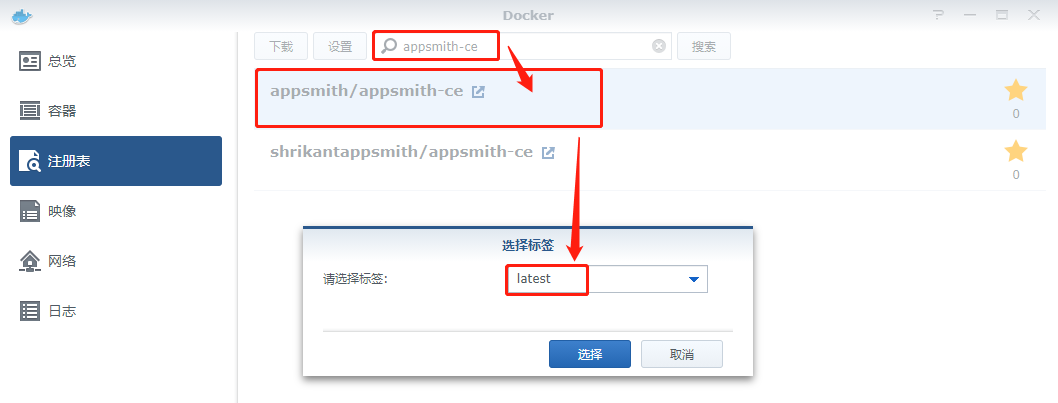 Docker
总览
容器
注册表
映像
网络
日志
下载 设置 appsmith-ce 搜索
appsmith/appsmith-ce
0
shrikantappsmith/appsmith-ce
0
选择标签
请选择标签: latest
选择 取消